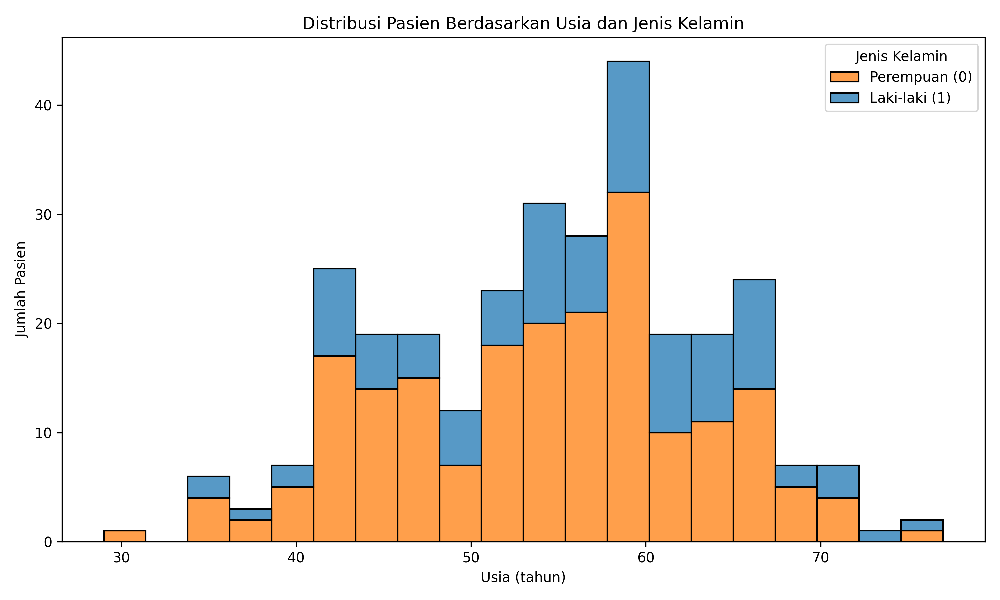 Distribusi Pasien Berdasarkan Usia dan Jenis Kelamin
Jenis Kelamin
Perempuan (0)
Laki-laki (1)
Jumlah Pasien
40
30
20
10
0
30 40 50 60 70
Usia (tahun)